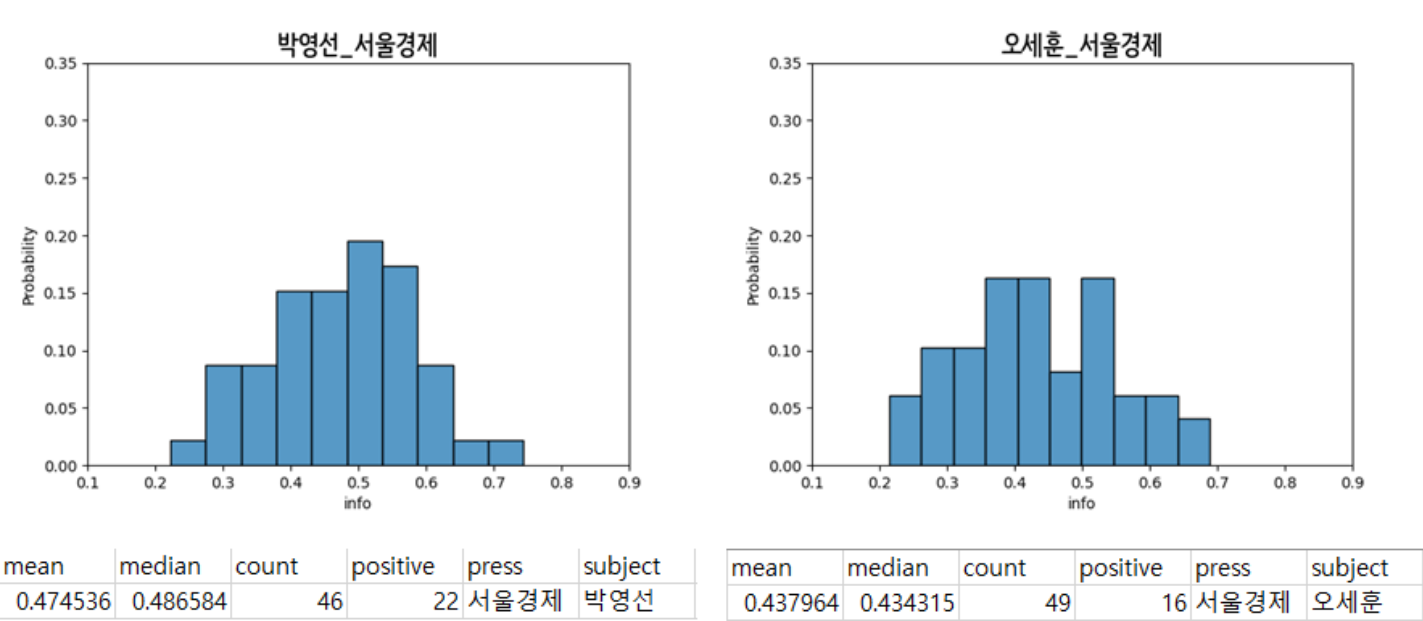 박영선_서울경제
0.35
0.30
0.25
0.20
0.15
0.10
0.05
0.00
Probability
0.1 0.2 0.3 0.4 0.5 0.6 0.7 0.8 0.9
info
mean median count positive press subject
0.474536 0.486584 46 22 서울경제 박영선
오세훈_서울경제
0.35
0.30
0.25
0.20
0.15
0.10
0.05
0.00
Probability
0.1 0.2 0.3 0.4 0.5 0.6 0.7 0.8 0.9
info
mean median count positive press subject
0.437964 0.434315 49 16 서울경제 오세훈